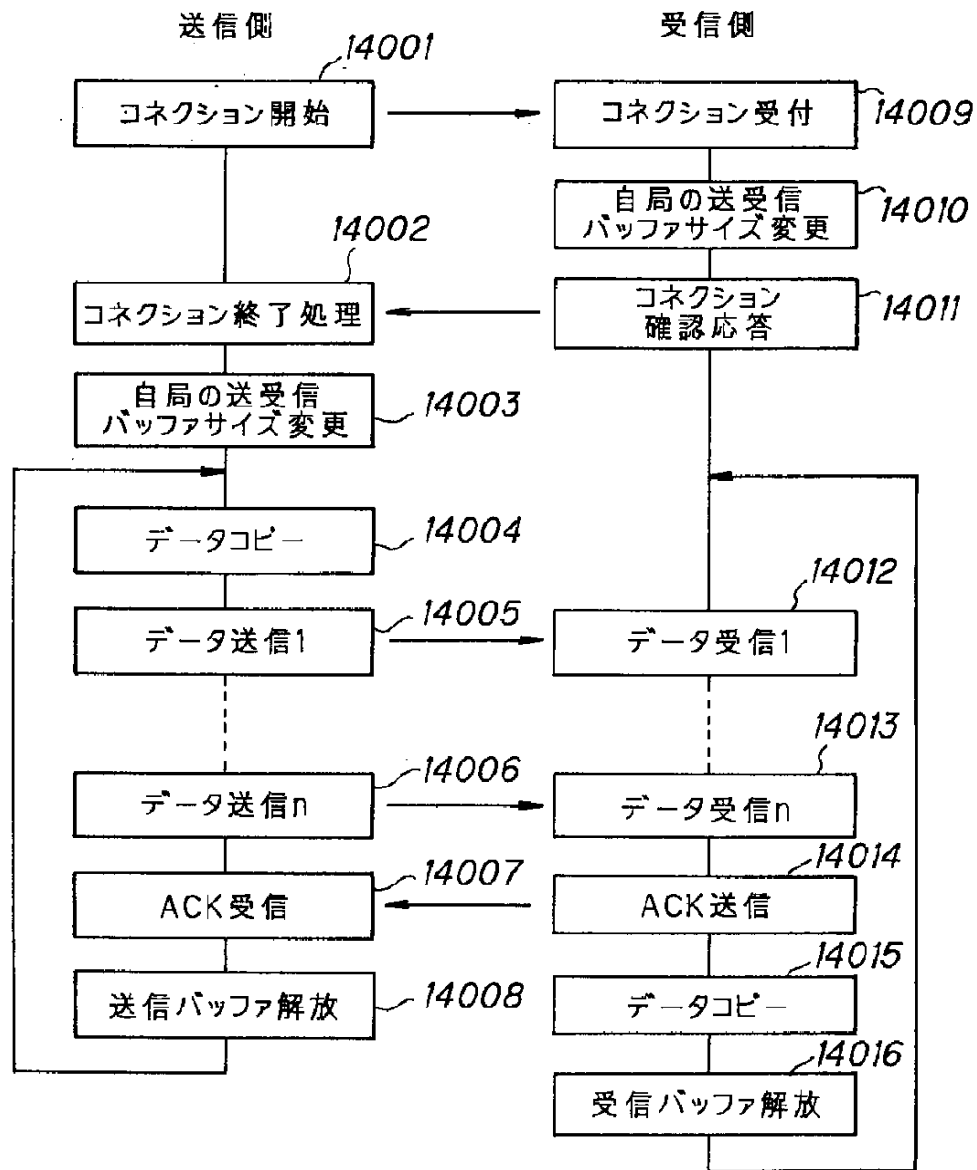 送信側
受信側
14001
コネクション開始
コネクション受付
14009
自局の送受信
バッファサイズ変更
14010
14002
コネクション終了処理
コネクション
確認応答
14011
自局の送受信
バッファサイズ変更
14003
データコピー
14004
14012
データ送信1
14005
データ受信1
14013
データ送信n
14006
データ受信n
14014
ACK受信
14007
ACK送信
14015
送信バッファ解放
14008
データコピー
14016
受信バッファ解放